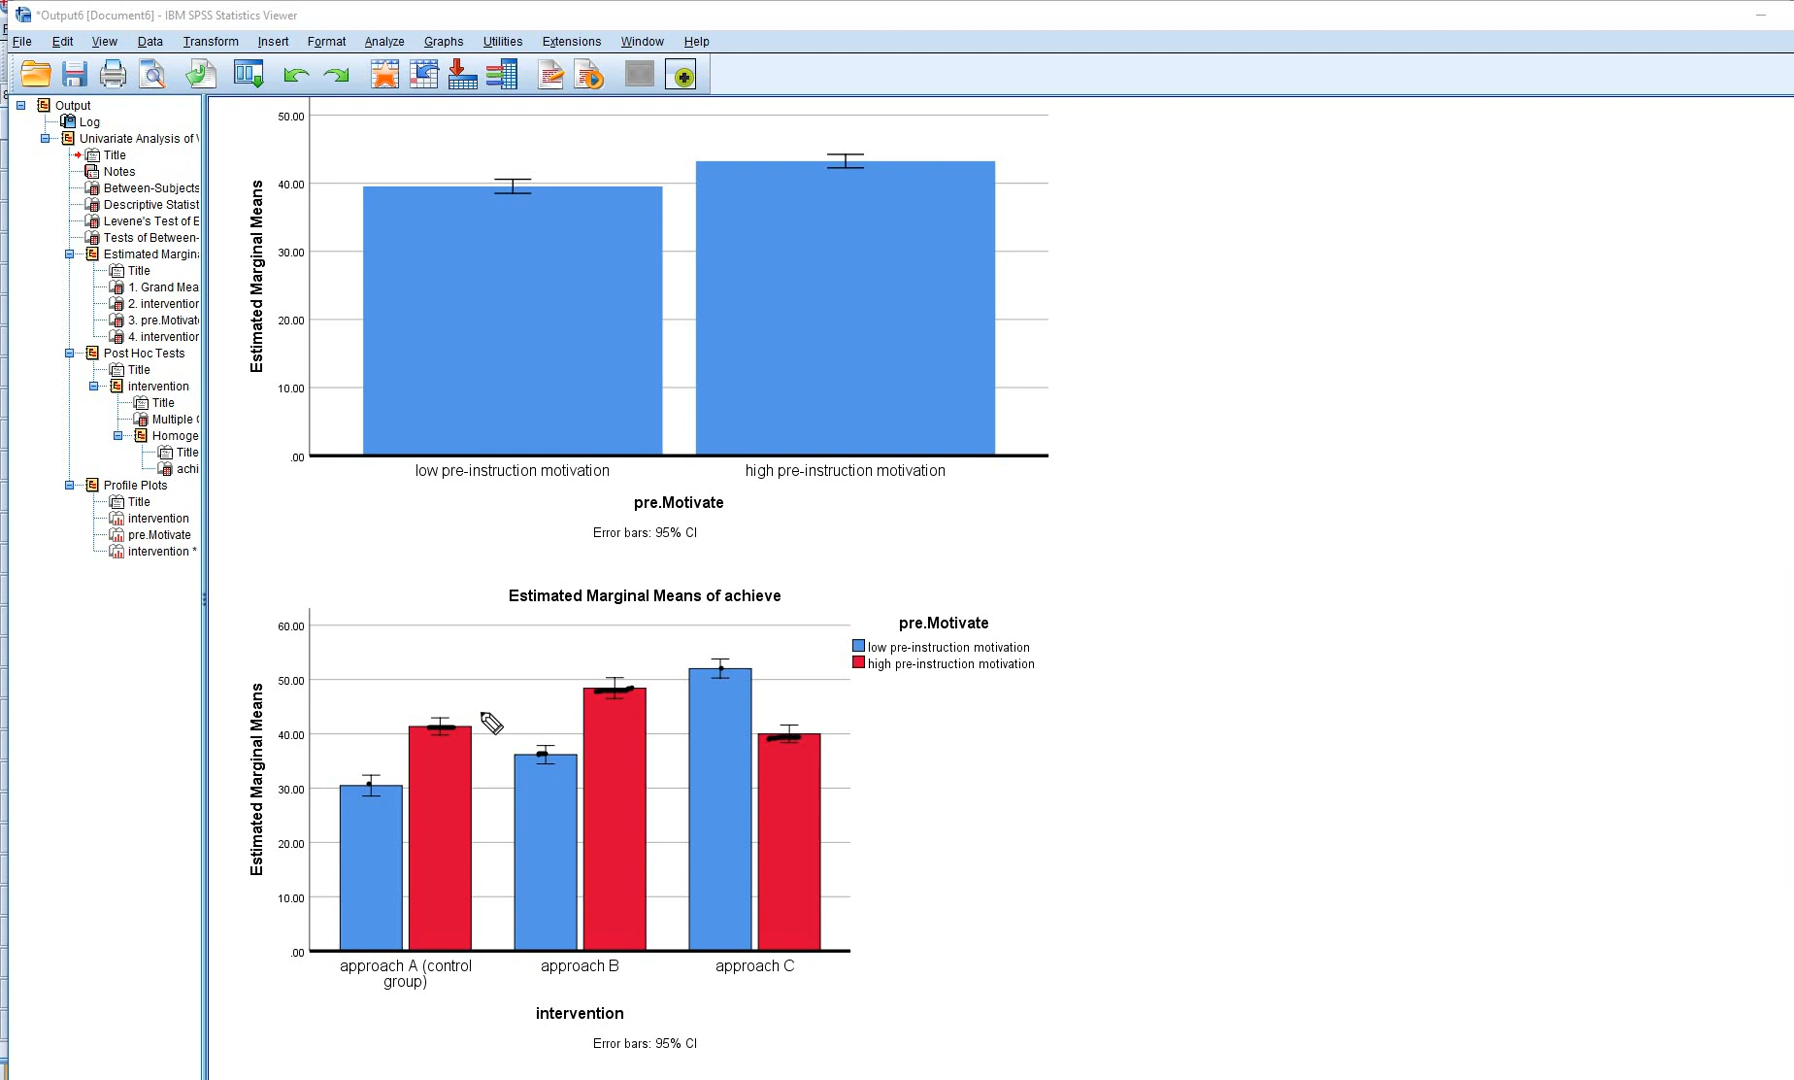 *Output6 [Document6] - IBM SPSS Statistics Viewer
File Edit View Data Transform Insert Format Analyze Graphs Utilities Extensions Window Help
Output
Log
Univariate Analysis of
Title
Notes
Between-Subjects
Descriptive Statist
Levene's Test of E
Tests of Between-
Estimated Margina
Title
1. Grand Mea
2. intervention
3. pre.Motivat
4. intervention
Post Hoc Tests
Title
intervention
Title
Multiple
Homoge
Title
achi
Profile Plots
Title
intervention
pre.Motivate
intervention *
50.00
40.00
30.00
20.00
10.00
.00
Estimated Marginal Means
low pre-instruction motivation
high pre-instruction motivation
pre.Motivate
Error bars: 95% CI
Estimated Marginal Means of achieve
60.00
50.00
40.00
30.00
20.00
10.00
.00
Estimated Marginal Means
pre.Motivate
low pre-instruction motivation
high pre-instruction motivation
approach A (control
group)
approach B
approach C
intervention
Error bars: 95% CI